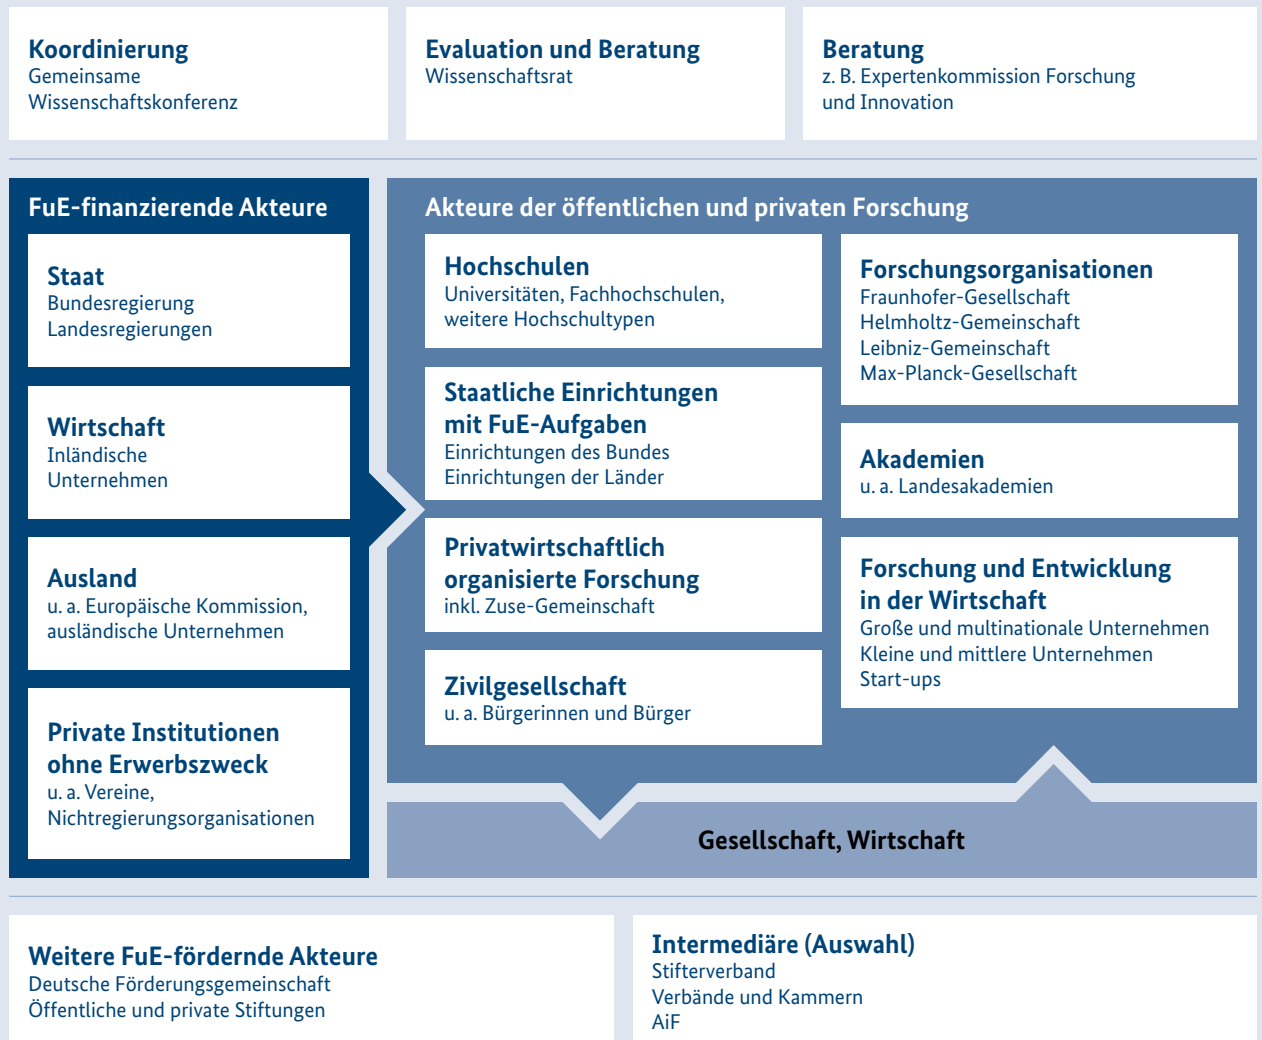 Koordinierung
Gemeinsame
Wissenschaftskonferenz
Evaluation und Beratung
Wissenschaftsrat
Beratung
z. B. Expertenkommission Forschung
und Innovation
FuE-finanzierende Akteure
Staat
Bundesregierung
Landesregierungen
Wirtschaft
Inländische
Unternehmen
Ausland
u. a. Europäische Kommission,
ausländische Unternehmen
Private Institutionen
ohne Erwerbszweck
u. a. Vereine,
Nichtregierungsorganisationen
Akteure der öffentlichen und privaten Forschung
Hochschulen
Universitäten, Fachhochschulen,
weitere Hochschultypen
Staatliche Einrichtungen
mit FuE-Aufgaben
Einrichtungen des Bundes
Einrichtungen der Länder
Privatwirtschaftlich
organisierte Forschung
inkl. Zuse-Gemeinschaft
Zivilgesellschaft
u. a. Bürgerinnen und Bürger
Forschungsorganisationen
Fraunhofer-Gesellschaft
Helmholtz-Gemeinschaft
Leibniz-Gemeinschaft
Max-Planck-Gesellschaft
Akademien
u. a. Landesakademien
Forschung und Entwicklung
in der Wirtschaft
Große und multinationale Unternehmen
Kleine und mittlere Unternehmen
Start-ups
Gesellschaft, Wirtschaft
Weitere FuE-fördernde Akteure
Deutsche Förderungsgemeinschaft
Öffentliche und private Stiftungen
Intermediäre (Auswahl)
Stifterverband
Verbände und Kammern
AiF